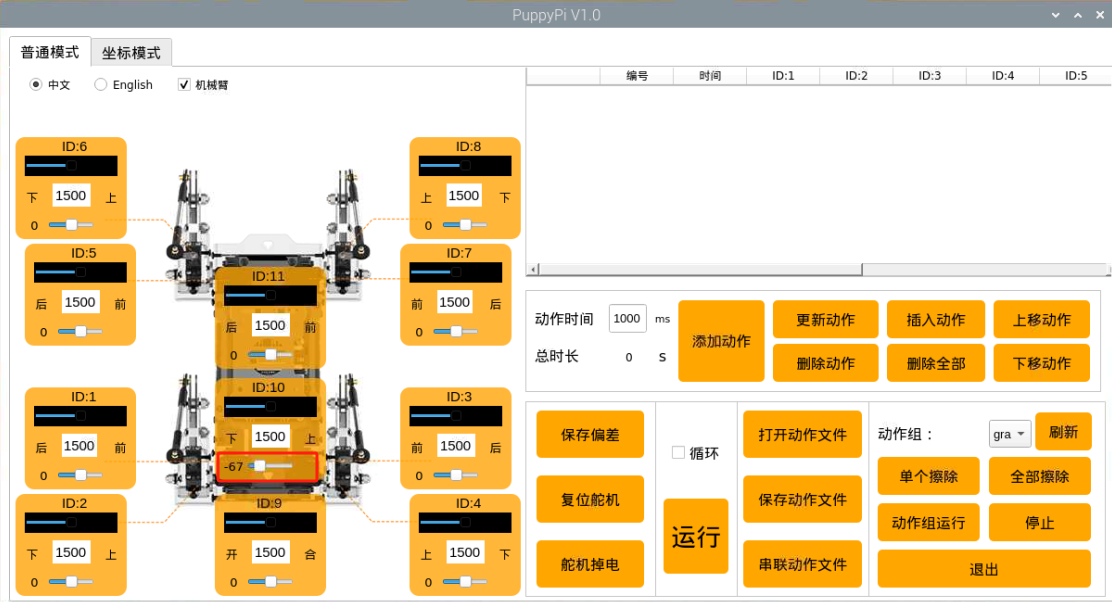 PuppyPi V1.0
普通模式 坐标模式
中文 English 机械臂
编号 时间 ID:1 ID:2 ID:3 ID:4 ID:5
ID:6
下 1500 上
0
ID:8
上 1500 下
0
ID:5
后 1500 前
0
ID:7
前 1500 后
0
ID:11
后 1500 前
0
ID:1
后 1500 前
0
ID:10
下 1500 上
-67
ID:3
前 1500 后
0
ID:2
下 1500 上
0
ID:9
开 1500 合
0
ID:4
上 1500 下
0
动作时间 1000 ms
总时长 0 S
添加动作
更新动作 插入动作 上移动作
删除动作 删除全部 下移动作
保存偏差
复位舵机
舵机掉电
循环
运行
打开动作文件
保存动作文件
串联动作文件
动作组： gra 刷新
单个擦除 全部擦除
动作组运行 停止
退出